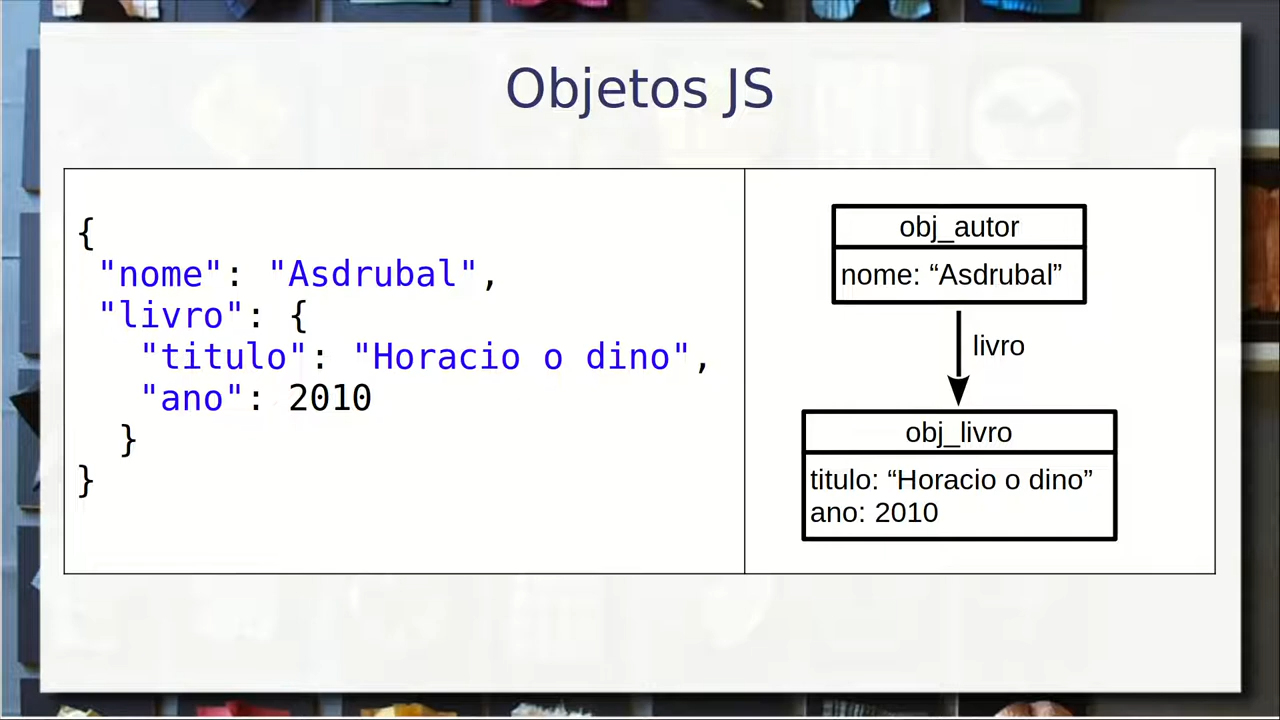 Objetos JS
{
"nome": "Asdrubal",
"livro": {
"titulo": "Horacio o dino",
"ano": 2010
}
}
obj_autor
nome: “Asdrubal”
livro
obj_livro
titulo: “Horacio o dino”
ano: 2010